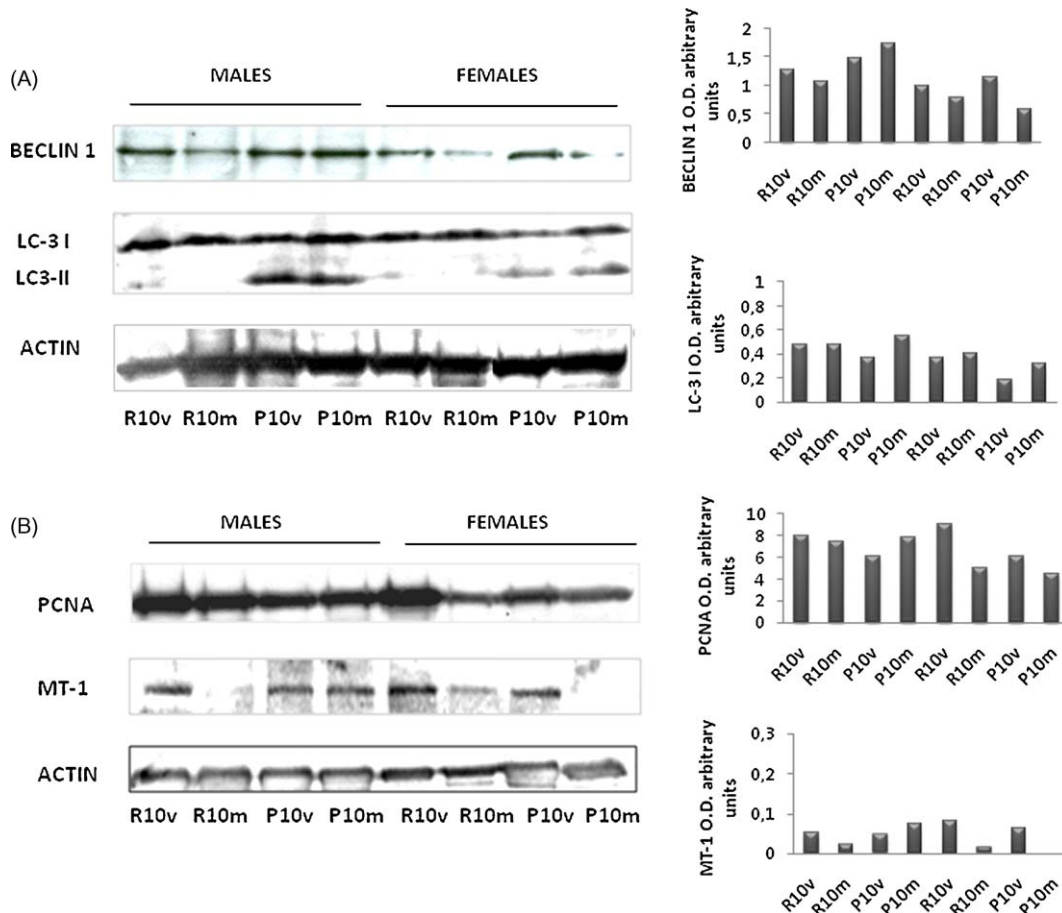 (A)
MALES
FEMALES
BECLIN 1
LC-3 I
LC3-II
ACTIN
R10v R10m P10v P10m R10v R10m P10v P10m
BECLIN 1 O.D. arbitrary
units
2
1,5
1
0,5
0
R10v R10m P10v P10m R10v R10m P10v P10m
LC-3 I O.D. arbitrary
units
1
0,8
0,6
0,4
0,2
0
R10v R10m P10v P10m R10v R10m P10v P10m
(B)
MALES
FEMALES
PCNA
MT-1
ACTIN
R10v R10m P10v P10m R10v R10m P10v P10m
PCNA O.D. arbitrary
units
10
8
6
4
2
0
R10v R10m P10v P10m R10v R10m P10v P10m
MT-1 O.D. arbitrary
units
0,3
0,2
0,1
0
R10v R10m P10v P10m R10v R10m P10v P10m